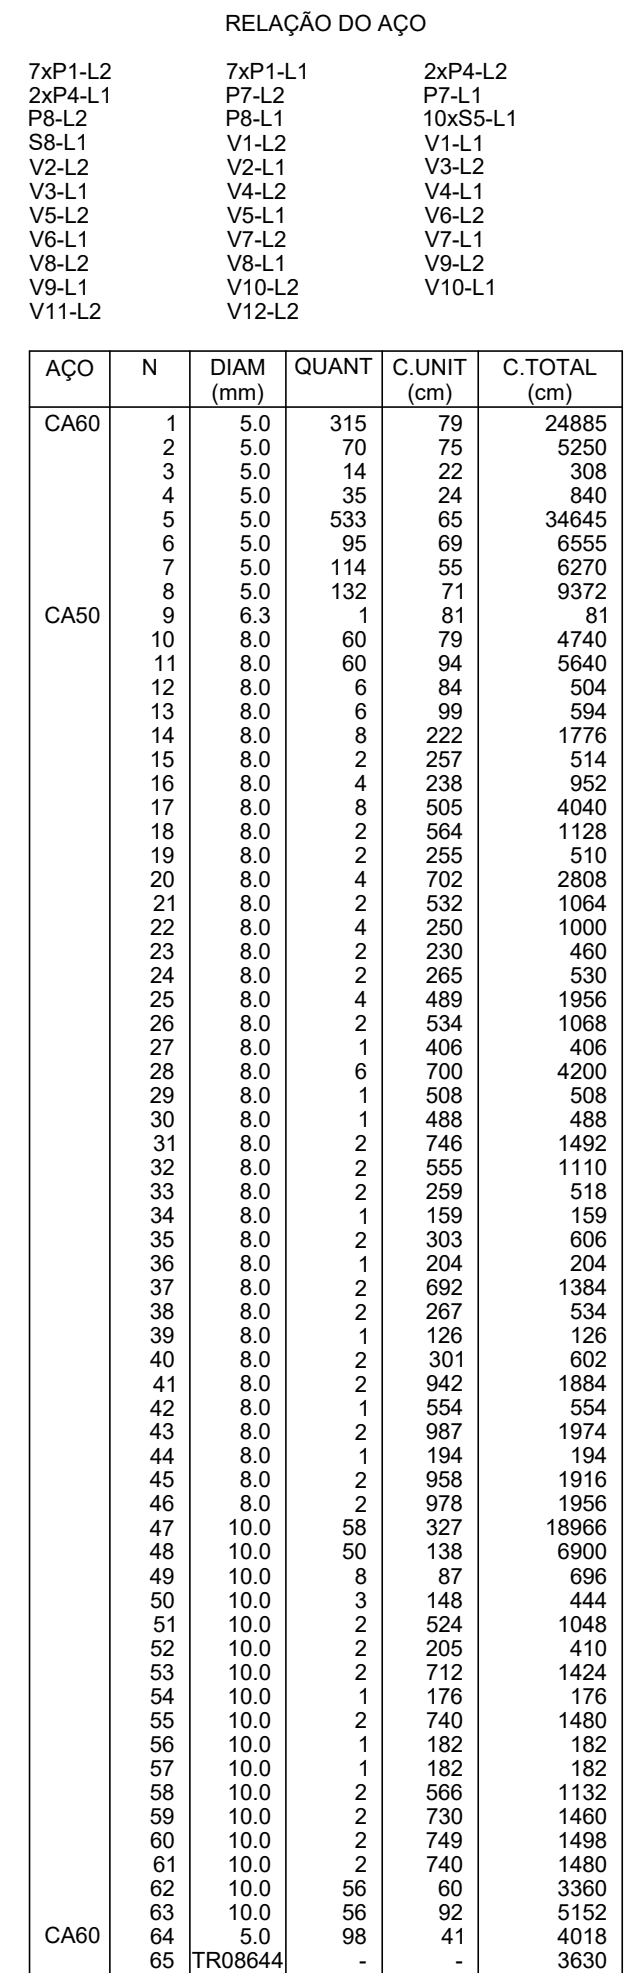 RELAÇÃO DO AÇO
7xP1-L2 7xP1-L1 2xP4-L2
2xP4-L1 P7-L2 P7-L1
P8-L2 P8-L1 10xS5-L1
S8-L1 V1-L2 V1-L1
V2-L2 V2-L1 V3-L2
V3-L1 V4-L2 V4-L1
V5-L2 V5-L1 V6-L2
V6-L1 V7-L2 V7-L1
V8-L2 V8-L1 V9-L2
V9-L1 V10-L2 V10-L1
V11-L2 V12-L2
AÇO N DIAM QUANT C.UNIT C.TOTAL
(mm) (cm) (cm)
CA60 1 5.0 315 79 24885
2 5.0 70 75 5250
3 5.0 14 22 308
4 5.0 35 24 840
5 5.0 533 65 34645
6 5.0 95 69 6555
7 5.0 114 55 6270
8 5.0 132 71 9372
CA50 9 6.3 1 81 81
10 8.0 60 79 4740
11 8.0 60 94 5640
12 8.0 6 84 504
13 8.0 6 99 594
14 8.0 8 222 1776
15 8.0 2 257 514
16 8.0 4 238 952
17 8.0 8 505 4040
18 8.0 2 564 1128
19 8.0 2 255 510
20 8.0 4 702 2808
21 8.0 2 532 1064
22 8.0 4 250 1000
23 8.0 2 230 460
24 8.0 2 265 530
25 8.0 4 489 1956
26 8.0 2 534 1068
27 8.0 1 406 406
28 8.0 6 700 4200
29 8.0 1 508 508
30 8.0 1 488 488
31 8.0 2 746 1492
32 8.0 2 555 1110
33 8.0 2 259 518
34 8.0 1 159 159
35 8.0 2 303 606
36 8.0 1 204 204
37 8.0 2 692 1384
38 8.0 2 267 534
39 8.0 1 126 126
40 8.0 2 301 602
41 8.0 2 942 1884
42 8.0 1 554 554
43 8.0 2 987 1974
44 8.0 1 194 194
45 8.0 2 958 1916
46 8.0 2 978 1956
47 10.0 58 327 18966
48 10.0 50 138 6900
49 10.0 8 87 696
50 10.0 3 148 444
51 10.0 2 524 1048
52 10.0 2 205 410
53 10.0 2 712 1424
54 10.0 1 176 176
55 10.0 2 740 1480
56 10.0 1 182 182
57 10.0 1 182 182
58 10.0 2 566 1132
59 10.0 2 730 1460
60 10.0 2 749 1498
61 10.0 2 740 1480
62 10.0 56 60 3360
63 10.0 56 92 5152
CA60 64 5.0 98 41 4018
65 TR08644 - - 3630